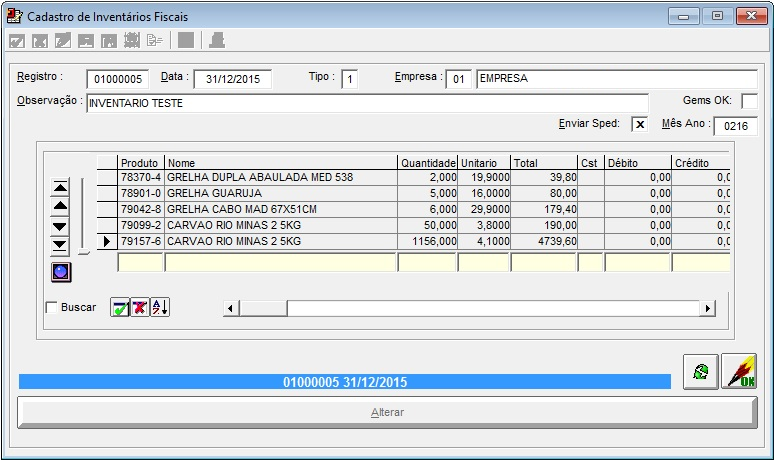 Cadastro de Inventários Fiscais
Registro : 01000005 Data : 31/12/2015 Tipo : 1 Empresa : 01 EMPRESA
Observação : INVENTARIO TESTE Gems OK:
Enviar Sped: X Mês Ano : 0216
Produto Nome Quantidade Unitario Total Cst Débito Crédito
78370-4 GRELHA DUPLA ABAULADA MED 538 2,000 19,9000 39,80 0,00 0,0
78901-0 GRELHA GUARUJA 5,000 16,0000 80,00 0,00 0,0
79042-8 GRELHA CABO MAD 67X51CM 6,000 29,9000 179,40 0,00 0,0
79099-2 CARVAO RIO MINAS 2 5KG 50,000 3,8000 190,00 0,00 0,0
79157-6 CARVAO RIO MINAS 2 5KG 1156,000 4,1000 4739,60 0,00 0,0
Buscar
01000005 31/12/2015
OK
Alterar